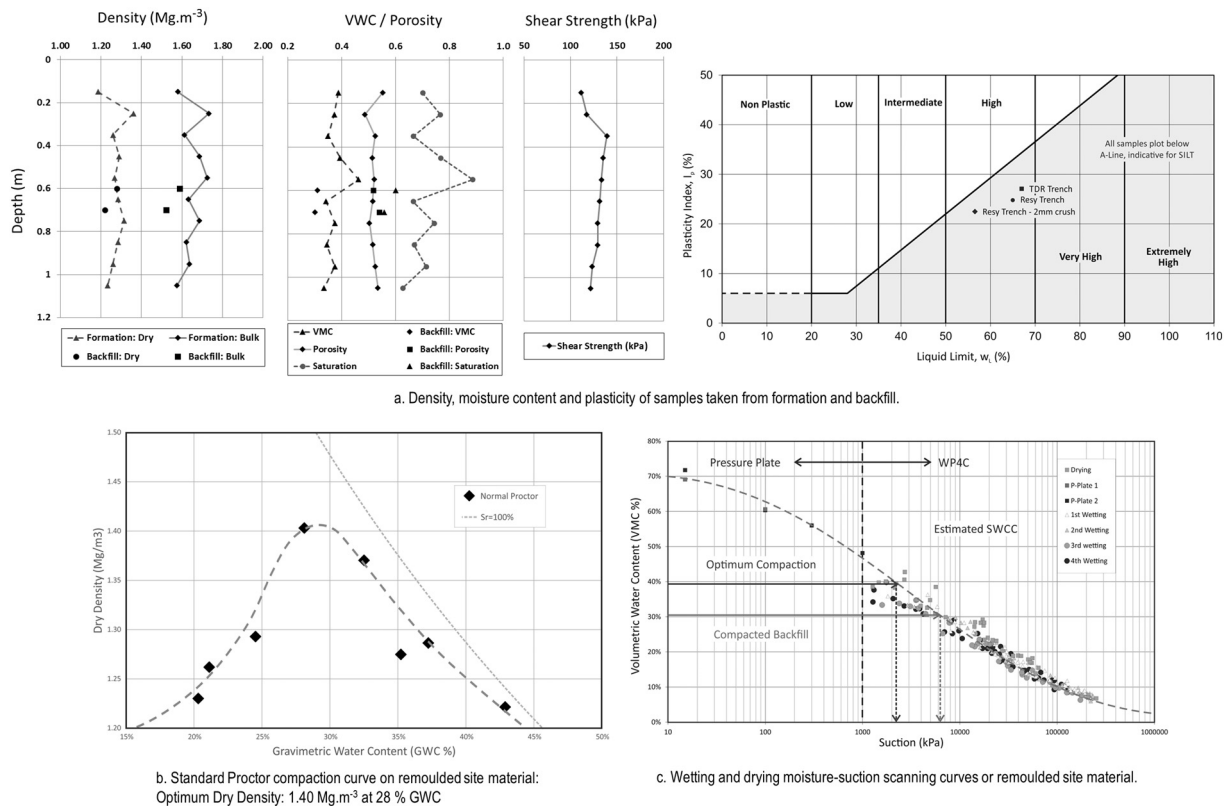 Density (Mg.m-3)
1.00 1.20 1.40 1.60 1.80 2.00
Depth (m)
0
0.2
0.4
0.6
0.8
1
1.2
Formation: Dry
Formation: Bulk
Backfill: Dry
Backfill: Bulk
VWC / Porosity
0.2 0.4 0.6 0.8 1
VMC
Backfill: VMC
Porosity
Backfill: Porosity
Saturation
Backfill: Saturation
Shear Strength (kPa)
50 100 150 200
Shear Strength (kPa)
Plasticity Index, Ip (%)
50
40
30
20
10
0
Non Plastic
Low
Intermediate
High
All samples plot below
A-Line, indicative for SILT
TDR Trench
Resy Trench
Resy Trench - 2mm crush
Very High
Extremely
High
0 10 20 30 40 50 60 70 80 90 100 110
Liquid Limit, wL (%)
a. Density, moisture content and plasticity of samples taken from formation and backfill.
Dry Density (Mg/m3)
1.50
1.40
1.35
1.30
1.25
1.20
Normal Proctor
Sr=100%
15% 20% 25% 30% 35% 40% 45% 50%
Gravimetric Water Content (GWC %)
b. Standard Proctor compaction curve on remoulded site material:
Optimum Dry Density: 1.40 Mg.m-3 at 28 % GWC
Volumetric Water Content (VMC %)
80%
70%
60%
50%
40%
30%
20%
10%
0%
Pressure Plate
WP4C
Estimated SWCC
Optimum Compaction
Compacted Backfill
Drying
P-Plate 1
P-Plate 2
1st Wetting
2nd Wetting
3rd wetting
4th Wetting
10 100 1000 10000 100000 1000000
Suction (kPa)
c. Wetting and drying moisture-suction scanning curves or remoulded site material.